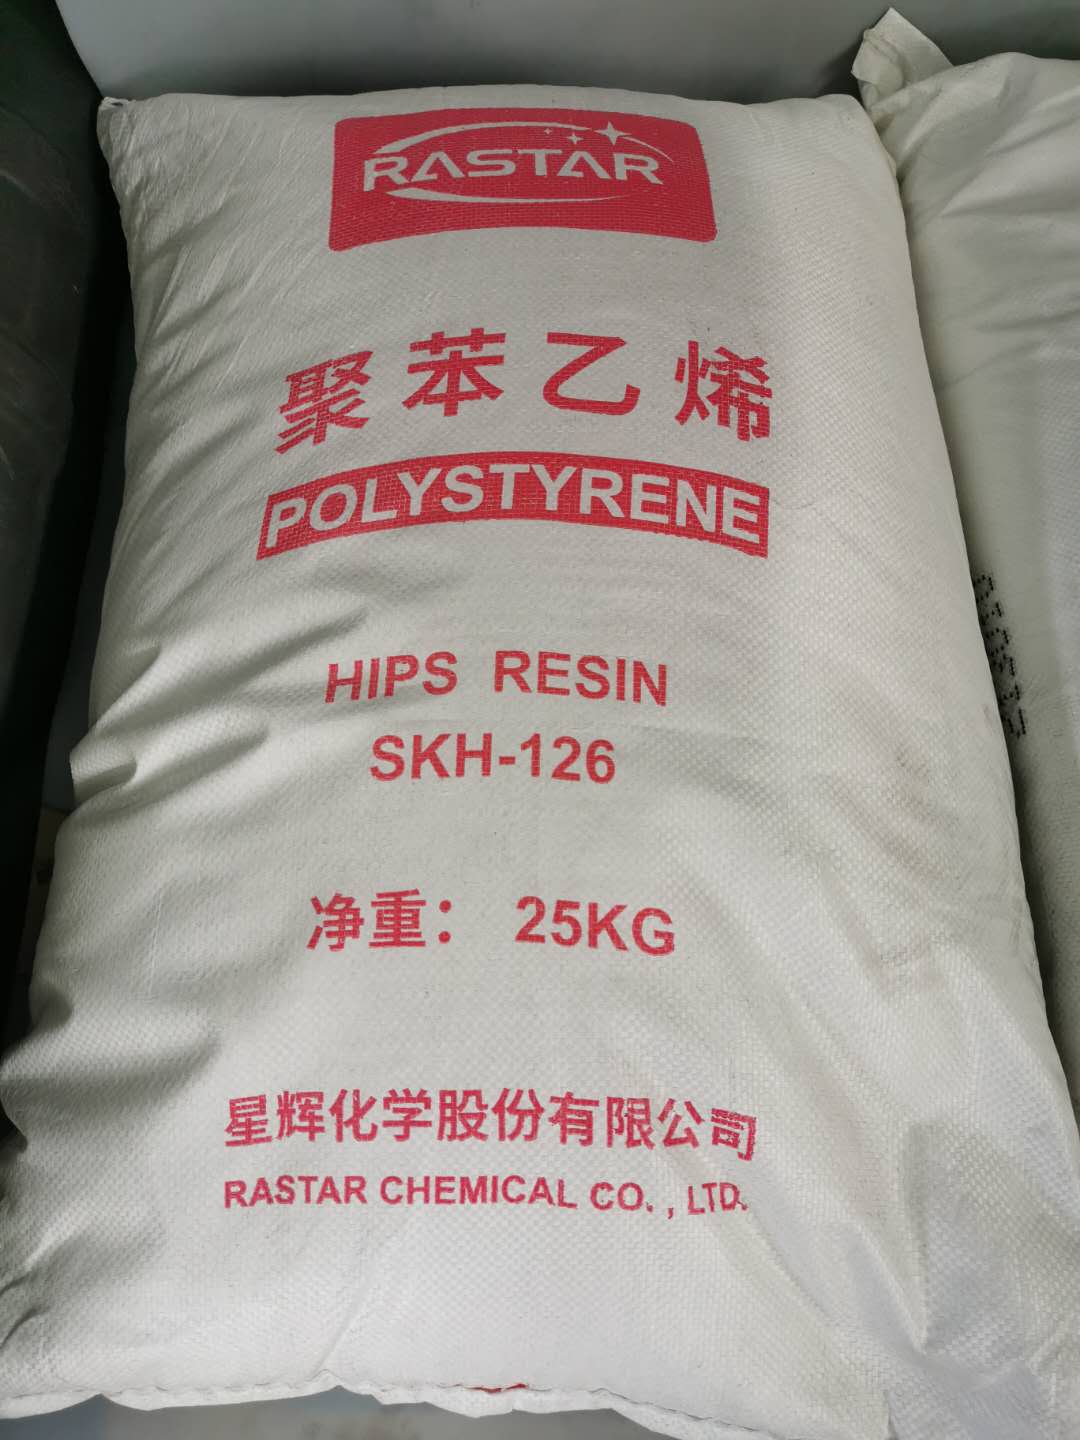 RASTAR
聚苯乙烯
POLYSTYRENE
HIPS RESIN
SKH-126
净重： 25KG
星辉化学股份有限公司
RASTAR CHEMICAL CO. , LTD.